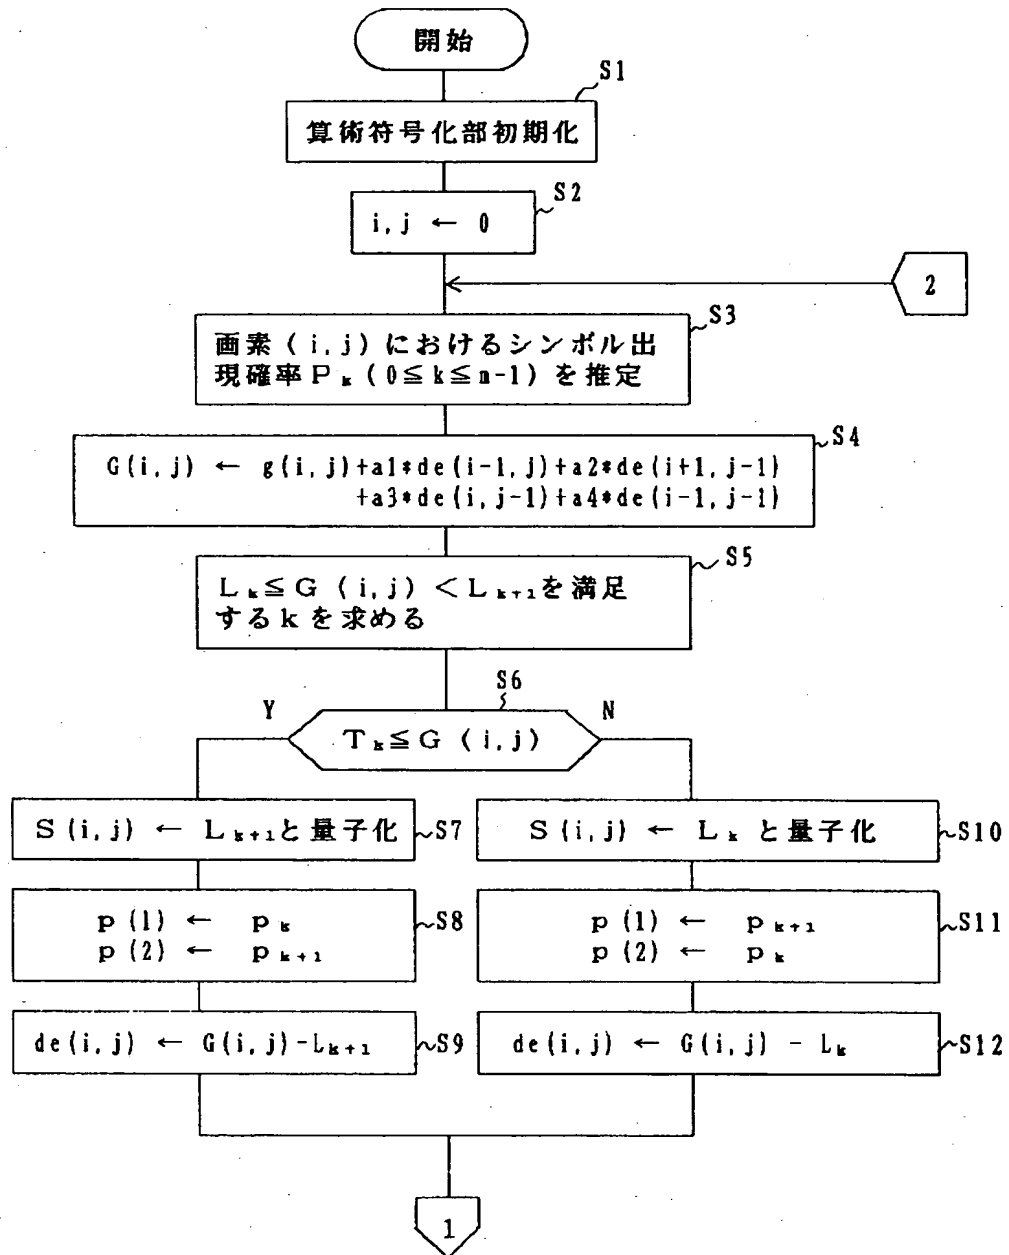 開始
S1
算術符号化部初期化
S2
i, j ← 0
2
S3
画素(i,j)におけるシンボル出
現確率Pₖ(0≦k≦n-1)を推定
S4
G(i,j) ← g(i,j)+a1*de(i-1,j)+a2*de(i+1,j-1)
+a3*de(i,j-1)+a4*de(i-1,j-1)
S5
Lₖ≦G(i,j)<Lₖ₊₁を満足
するkを求める
S6
Y
N
Tₖ≦G(i,j)
S(i,j) ← Lₖ₊₁と量子化
S7
S(i,j) ← Lₖと量子化
S10
p(1) ← pₖ
p(2) ← pₖ₊₁
S8
p(1) ← pₖ₊₁
p(2) ← pₖ
S11
de(i,j) ← G(i,j)-Lₖ₊₁
S9
de(i,j) ← G(i,j) - Lₖ
S12
1